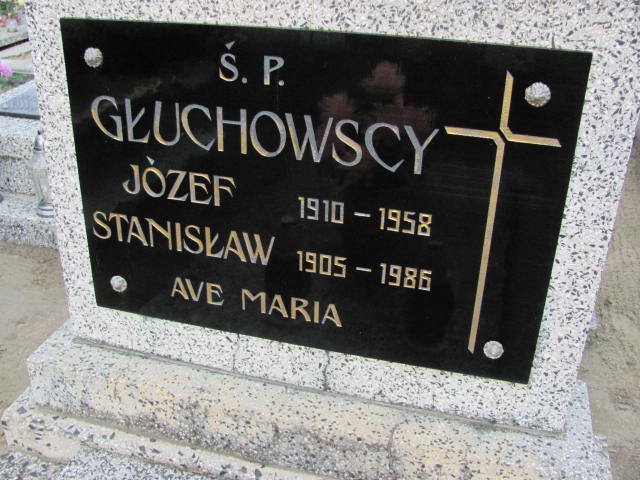 Ś. P.
GŁUCHOWSCY
JÓZEF 1910 – 1958
STANISŁAW 1905 – 1986
AVE MARIA